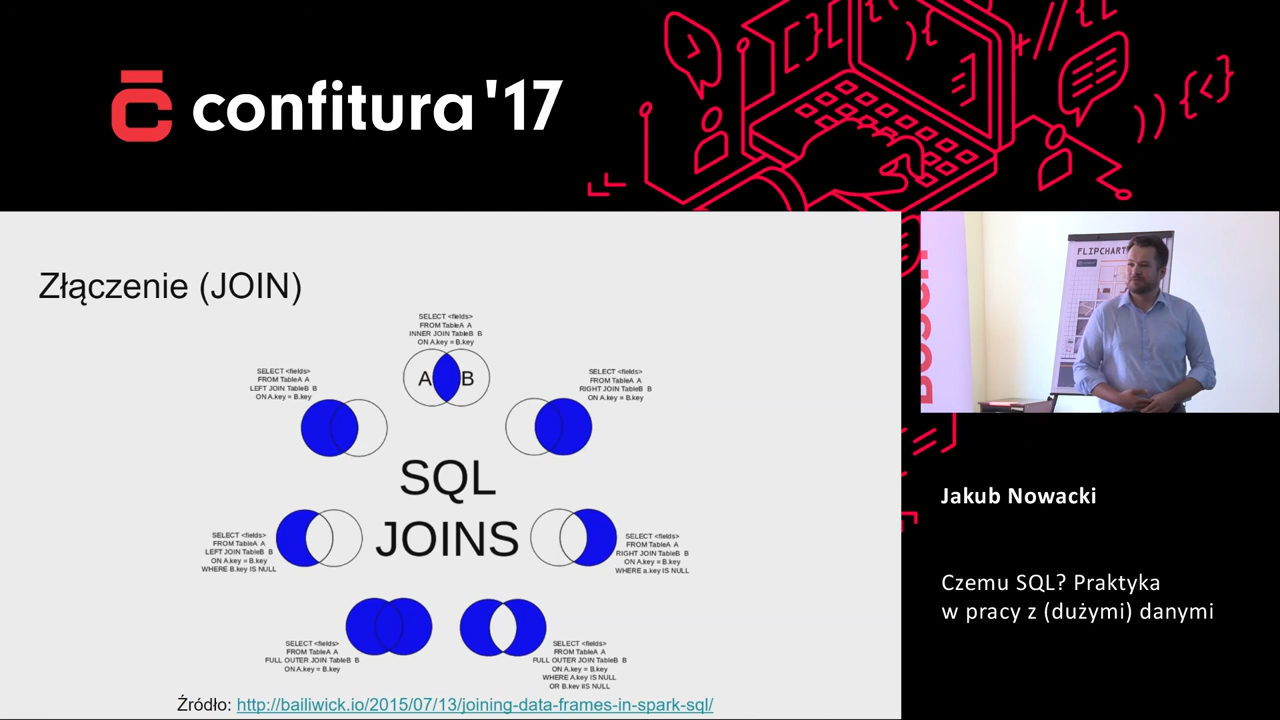 confitura '17
Złączenie (JOIN)
SELECT <fields>
FROM TableA A
INNER JOIN TableB B
ON A.key = B.key
A B
SELECT <fields>
FROM TableA A
LEFT JOIN TableB B
ON A.key = B.key
SELECT <fields>
FROM TableA A
RIGHT JOIN TableB B
ON A.key = B.key
SQL
JOINS
SELECT <fields>
FROM TableA A
LEFT JOIN TableB B
ON A.key = B.key
WHERE B.key IS NULL
SELECT <fields>
FROM TableA A
RIGHT JOIN TableB B
ON A.key = B.key
WHERE a.key IS NULL
SELECT <fields>
FROM TableA A
FULL OUTER JOIN TableB B
ON A.key = B.key
SELECT <fields>
FROM TableA A
FULL OUTER JOIN TableB B
ON A.key = B.key
WHERE A.key IS NULL
OR B.key IIS NULL
Źródło: http://bailiwick.io/2015/07/13/joining-data-frames-in-spark-sql/
FLIPCHART
BOSCH
Jakub Nowacki
Czemu SQL? Praktyka
w pracy z (dużymi) danymi